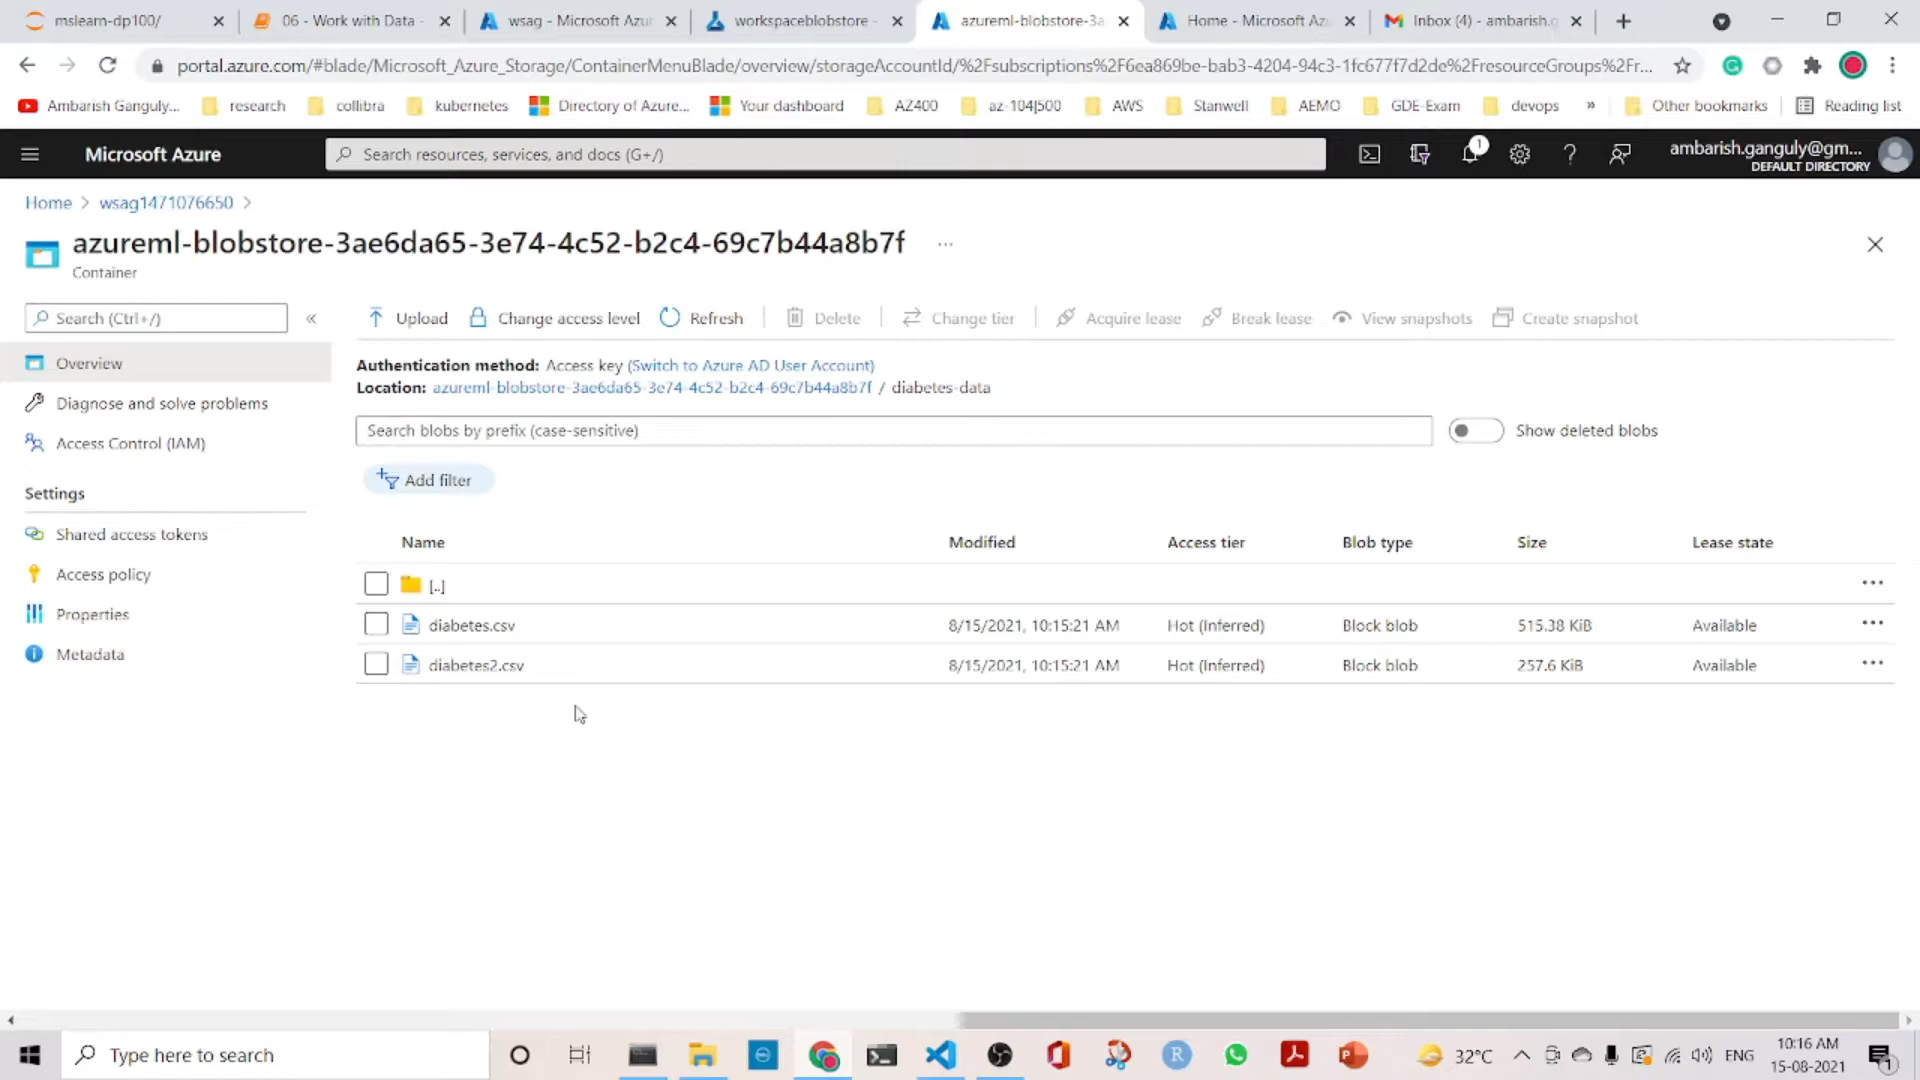 mslearn-dp100/
06 - Work with Data -
wsag - Microsoft Azur
workspaceblobstore -
azureml-blobstore-3a
Home - Microsoft Azu
Inbox (4) - ambarish.g
portal.azure.com/#blade/Microsoft_Azure_Storage/ContainerMenuBlade/overview/storageAccountId/%2Fsubscriptions%2F6ea869be-bab3-4204-94c3-1fc677f7d2de%2FresourceGroups%2Fr...
Ambarish Ganguly...
research
collibra
kubernetes
Directory of Azure...
Your dashboard
AZ400
az-104|500
AWS
Stanwell
AEMO
GDE-Exam
devops
»
Other bookmarks
Reading list
Microsoft Azure
Search resources, services, and docs (G+/)
1
ambarish.ganguly@gm...
DEFAULT DIRECTORY
Home > wsag1471076650 >
azureml-blobstore-3ae6da65-3e74-4c52-b2c4-69c7b44a8b7f ...
Container
Search (Ctrl+/)
«
Upload
Change access level
Refresh
Delete
Change tier
Acquire lease
Break lease
View snapshots
Create snapshot
Overview
Diagnose and solve problems
Access Control (IAM)
Settings
Shared access tokens
Access policy
Properties
Metadata
Authentication method: Access key (Switch to Azure AD User Account)
Location: azureml-blobstore-3ae6da65-3e74-4c52-b2c4-69c7b44a8b7f / diabetes-data
Search blobs by prefix (case-sensitive)
Show deleted blobs
Add filter
Name Modified Access tier Blob type Size Lease state
[..]
diabetes.csv 8/15/2021, 10:15:21 AM Hot (Inferred) Block blob 515.38 KiB Available
diabetes2.csv 8/15/2021, 10:15:21 AM Hot (Inferred) Block blob 257.6 KiB Available
Type here to search
32°C
ENG
10:16 AM
15-08-2021
1